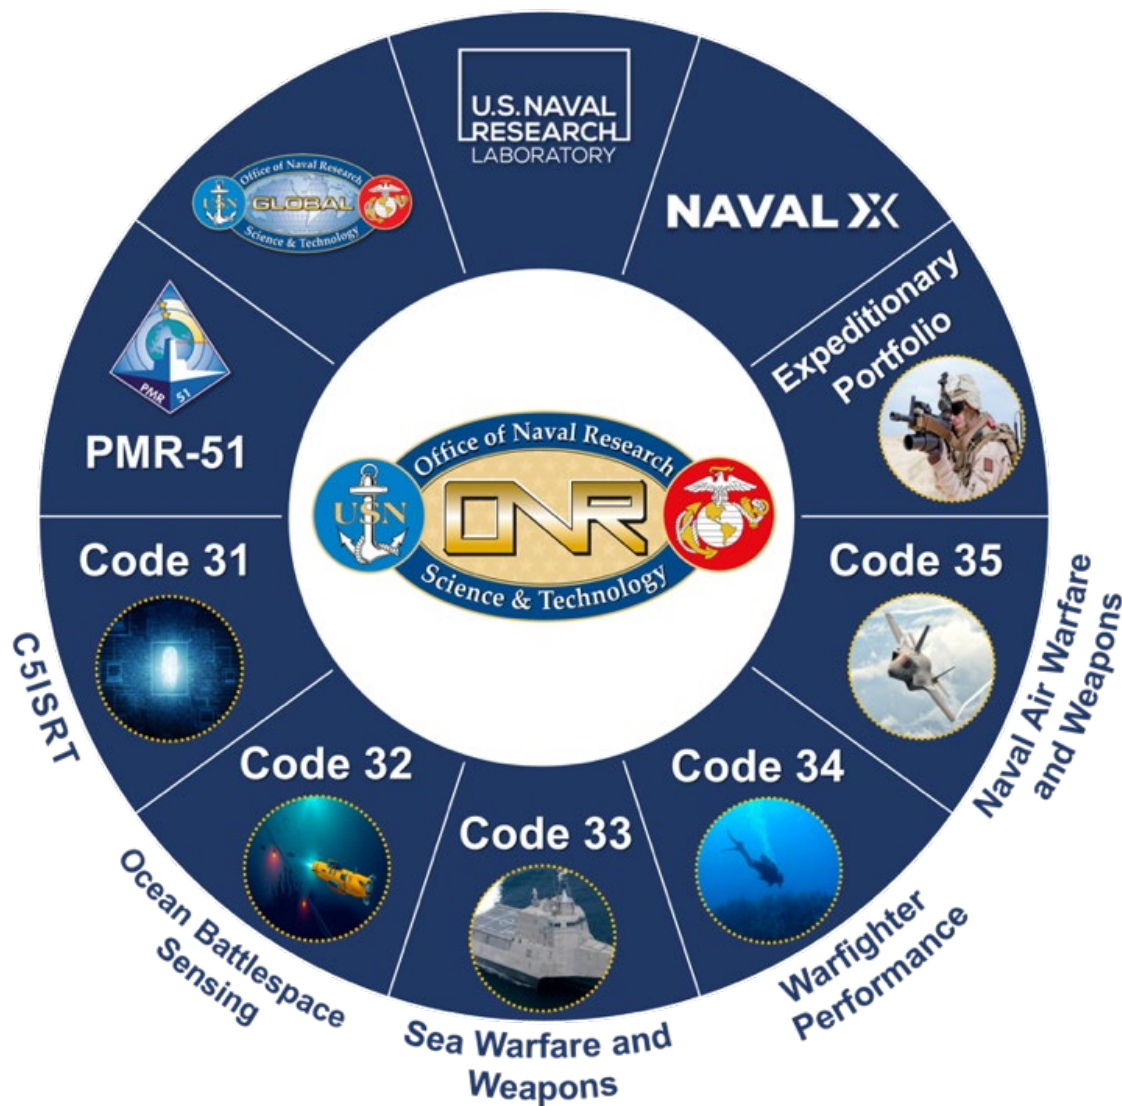 U.S. NAVAL
RESEARCH
LABORATORY
NAVAL X
Expeditionary
Portfolio
Code 35
Naval Air Warfare
and Weapons
Code 34
Warfighter
Performance
Code 33
Sea Warfare and
Weapons
Code 32
Ocean Battlespace
Sensing
Code 31
C5ISRT
PMR 51
PMR-51
Office of Naval Research
USN
GLOBAL
Science & Technology
Office of Naval Research
USN
ONR
Science & Technology